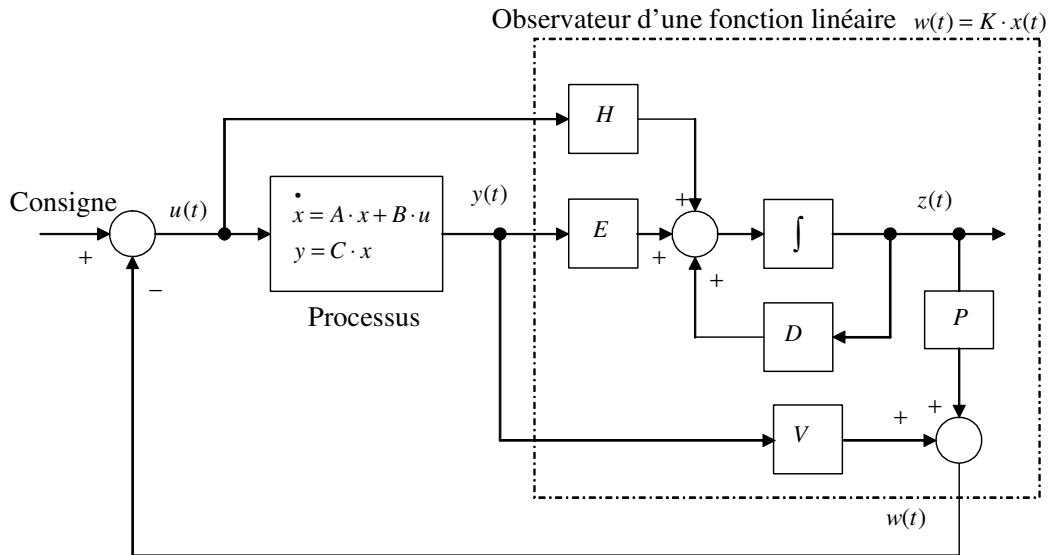 Observateur d'une fonction linéaire w(t) = K · x(t)
H
Consigne
u(t)
ẋ = A · x + B · u
y = C · x
y(t)
E
+
+
+
∫
z(t)
+
−
Processus
D
P
V
+
+
w(t)